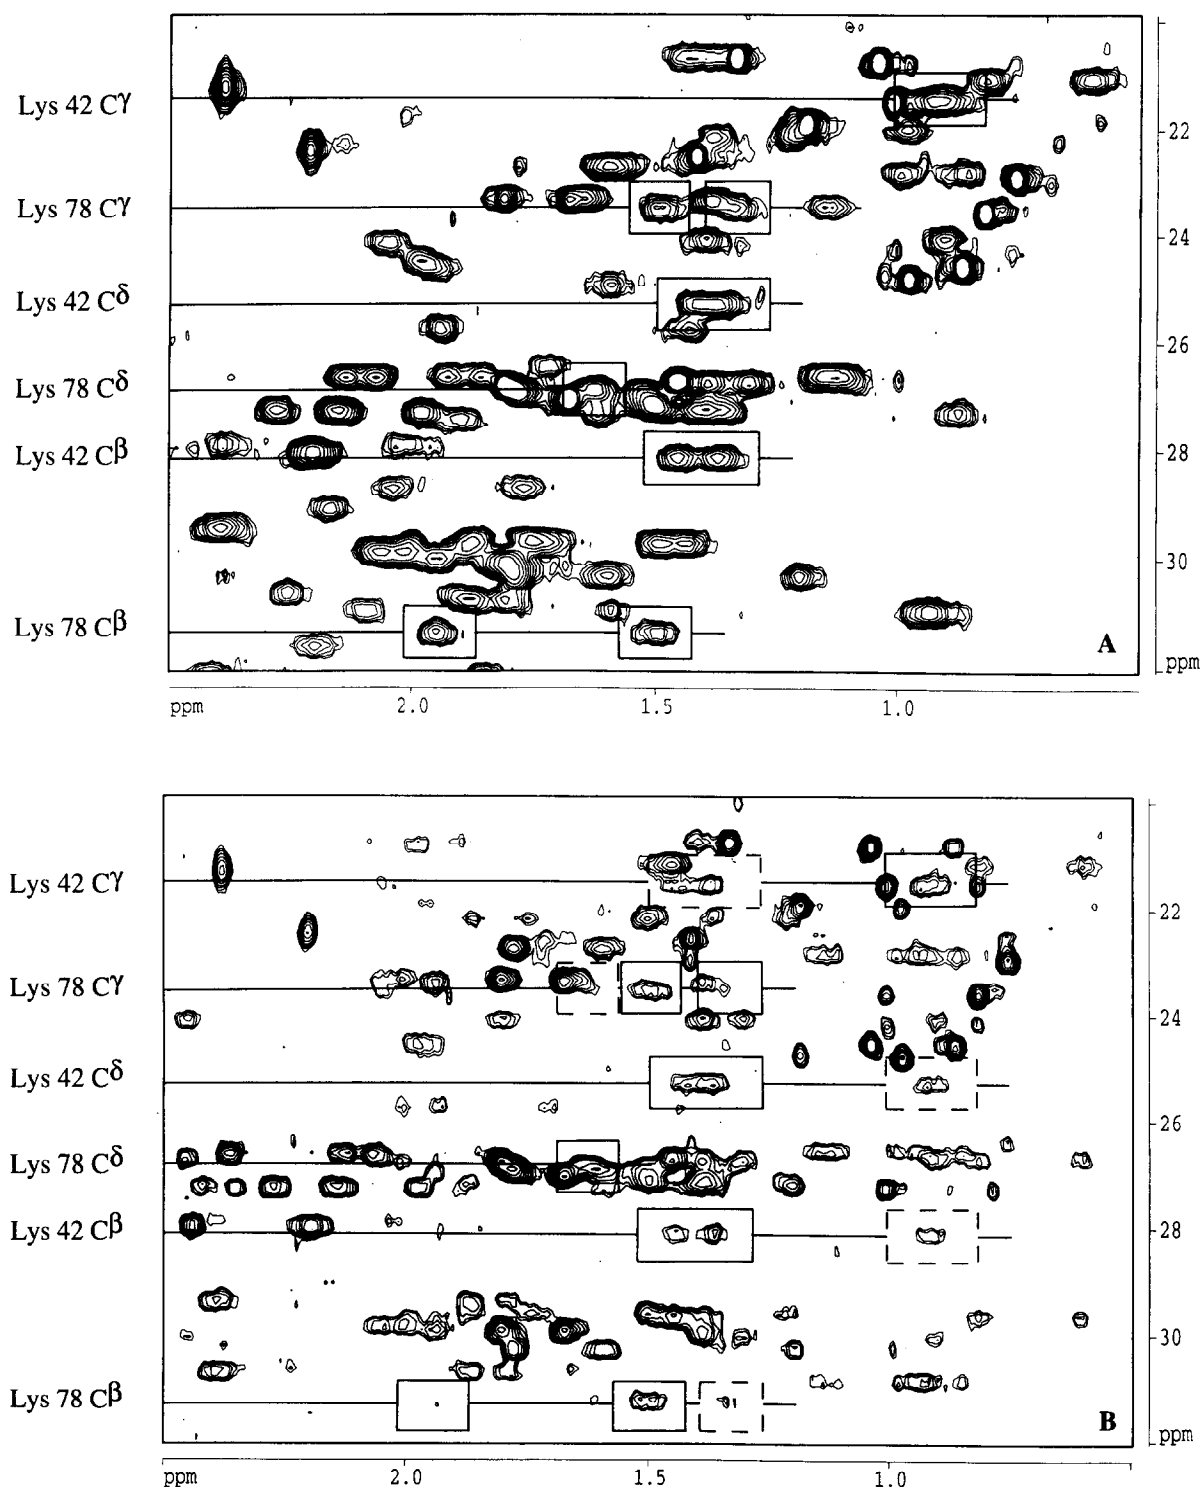 Lys 42 Cγ
22
Lys 78 Cγ
24
Lys 42 Cδ
26
Lys 78 Cδ
Lys 42 Cβ
28
30
Lys 78 Cβ
A
ppm
ppm 2.0 1.5 1.0
Lys 42 Cγ
22
Lys 78 Cγ
24
Lys 42 Cδ
26
Lys 78 Cδ
Lys 42 Cβ
28
30
Lys 78 Cβ
B
ppm
ppm 2.0 1.5 1.0